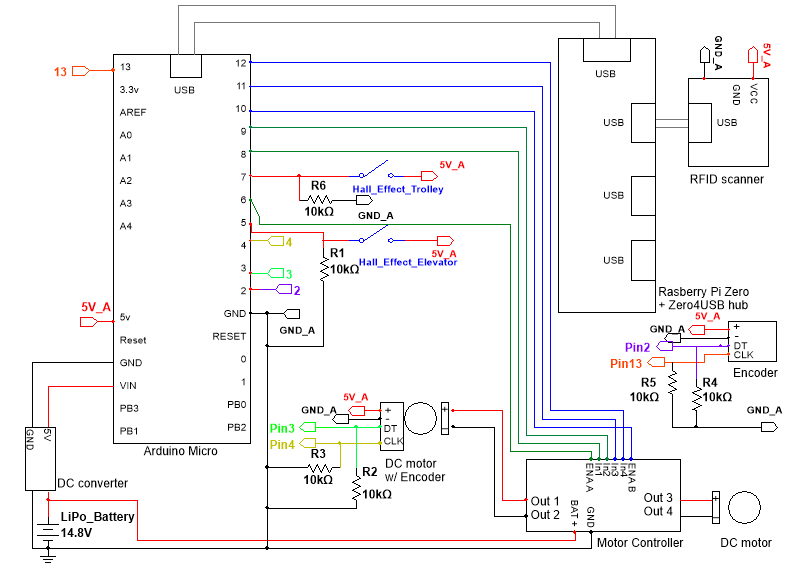 13
13
3.3v
AREF
A0
A1
A2
A3
A4
5V_A
5v
Reset
GND
VIN
PB3
PB1
USB
12
11
10
9
8
7
6
5
4
3
2
GND
RESET
0
1
PB0
PB2
Arduino Micro
R6
10kΩ
Hall_Effect_Trolley
5V_A
GND_A
R1
10kΩ
Hall_Effect_Elevator
5V_A
4
3
2
GND_A
USB
USB
USB
USB
Rasberry Pi Zero
+ Zero4USB hub
GND_A
5V_A
GND
VCC
USB
RFID scanner
5V_A
GND_A
Pin2
Pin13
+
-
DT
CLK
Encoder
R5
10kΩ
R4
10kΩ
GND_A
5V_A
GND_A
Pin3
Pin4
+
-
DT
CLK
+
-
DC motor
w/ Encoder
R3
10kΩ
R2
10kΩ
GND
5V
DC converter
LiPo_Battery
14.8V
ENA A
In1
In2
In3
In4
ENA B
Out 1
Out 2
BAT +
GND
Out 3
Out 4
Motor Controller
+
-
DC motor